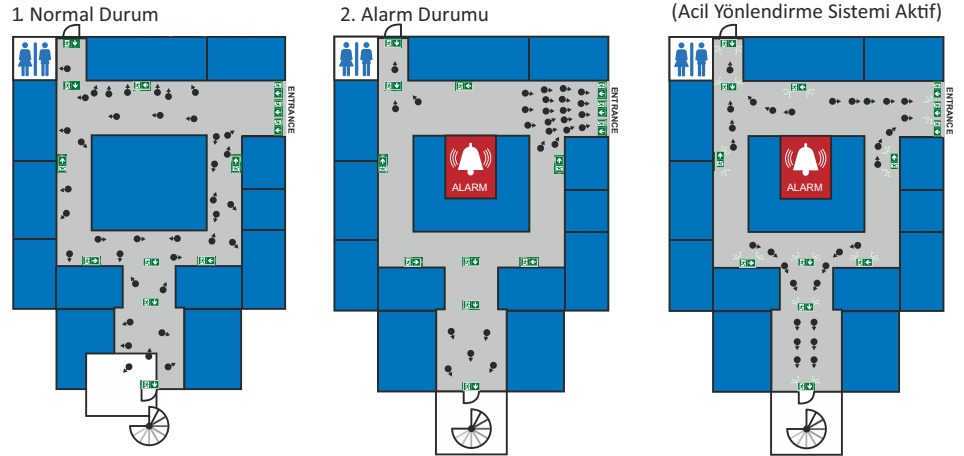 1. Normal Durum
2. Alarm Durumu
(Acil Yönlendirme Sistemi Aktif)
ENTRANCE
ENTRANCE
ENTRANCE
ALARM
ALARM